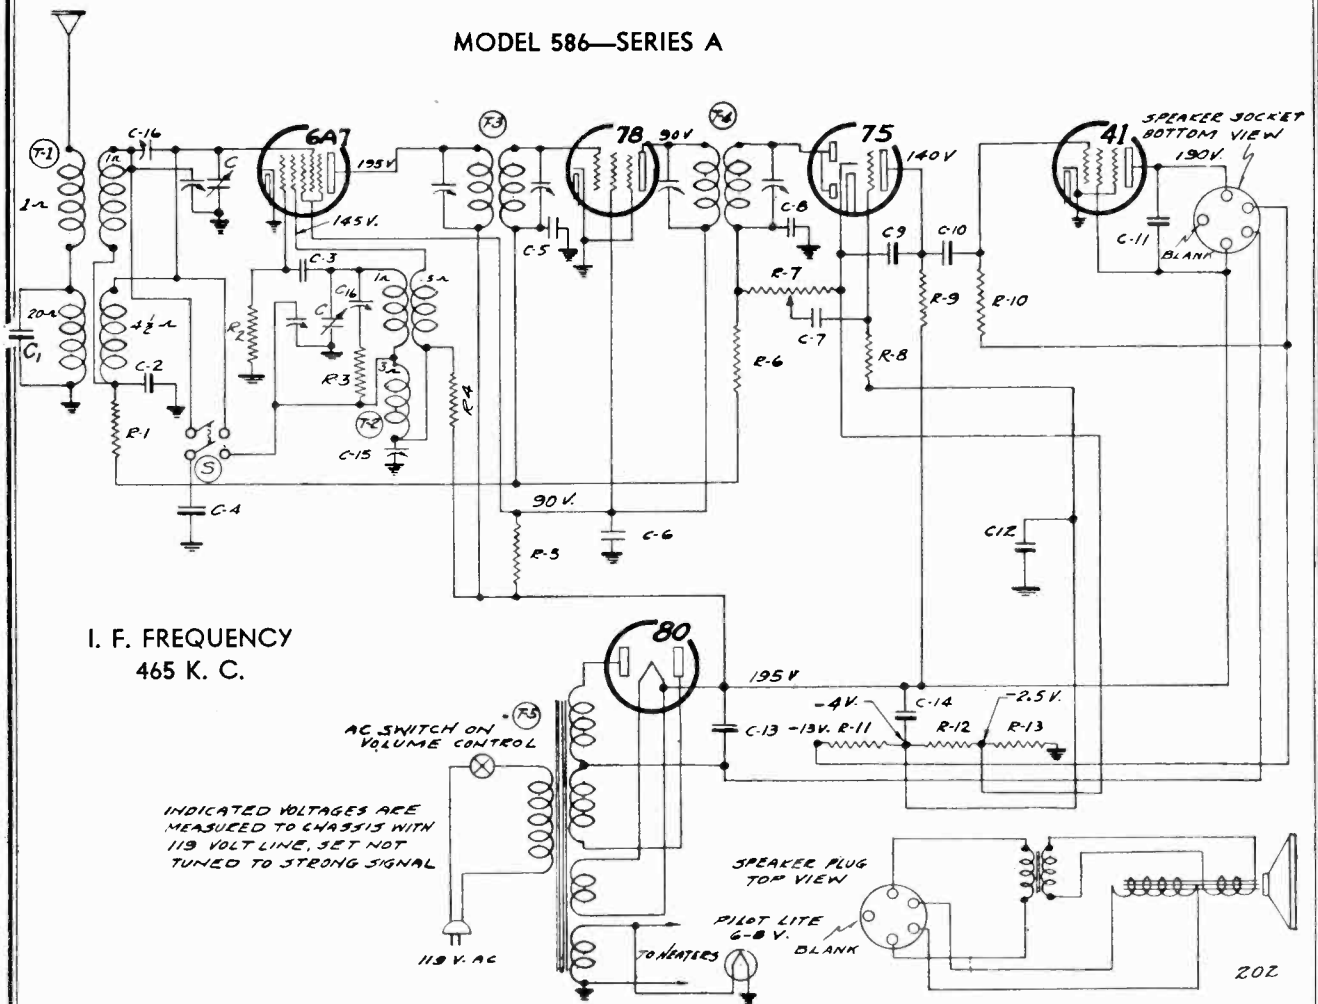 MODEL 586—SERIES A
SPEAKER SOCKET
BOTTOM VIEW
T-1
C-16
1Ω
C
6A7
195V
T-3
78
90V
T-4
75
140V
41
190V.
1Ω
145V.
C-5
C-8
C-9
C-10
C-11
BLANK
C-3
1Ω
.5Ω
R-7
R-9
R-10
20Ω
C1
4½Ω
C-2
R2
C
C16
R-3
3Ω
R-4
C-7
R-6
R-8
R-1
T-2
S
C-15
C-4
90 V.
C-6
R-5
C12
I. F. FREQUENCY
465 K. C.
80
195 V
-4V.
C-14
-2.5V.
T-5
AC SWITCH ON
VOLUME CONTROL
C-13
-13V.
R-11
R-12
R-13
INDICATED VOLTAGES ARE
MEASURED TO CHASSIS WITH
119 VOLT LINE, SET NOT
TUNED TO STRONG SIGNAL
SPEAKER PLUG
TOP VIEW
PILOT LITE
6-8 V.
BLANK
TO HEATERS
119 V. AC
202